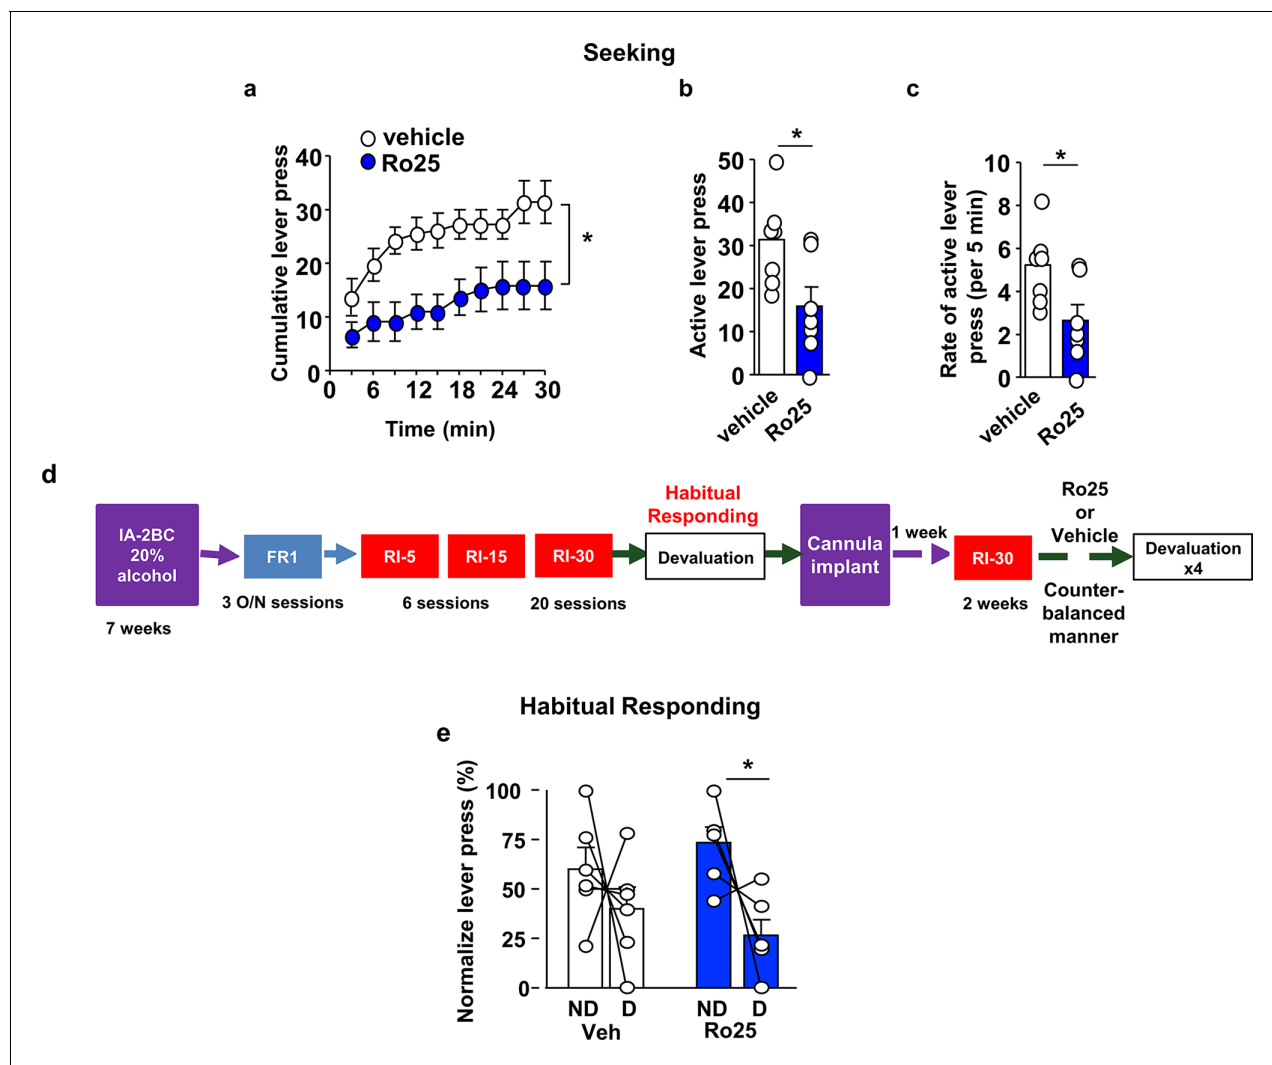 Seeking
a
b
c
vehicle
Ro25
Cumulative lever press
40
30
20
10
0
0 6 12 18 24 30
Time (min)
*
Active lever press
50
40
30
20
10
0
*
vehicle
Ro25
Rate of active lever
press (per 5 min)
10
8
6
4
2
0
*
vehicle
Ro25
d
IA-2BC
20%
alcohol
7 weeks
FR1
3 O/N sessions
RI-5
RI-15
RI-30
6 sessions
20 sessions
Habitual
Responding
Devaluation
Cannula
implant
1 week
RI-30
2 weeks
Ro25
or
Vehicle
Counter-
balanced
manner
Devaluation
x4
Habitual Responding
e
Normalize lever press (%)
100
75
50
25
0
*
ND D ND D
Veh Ro25